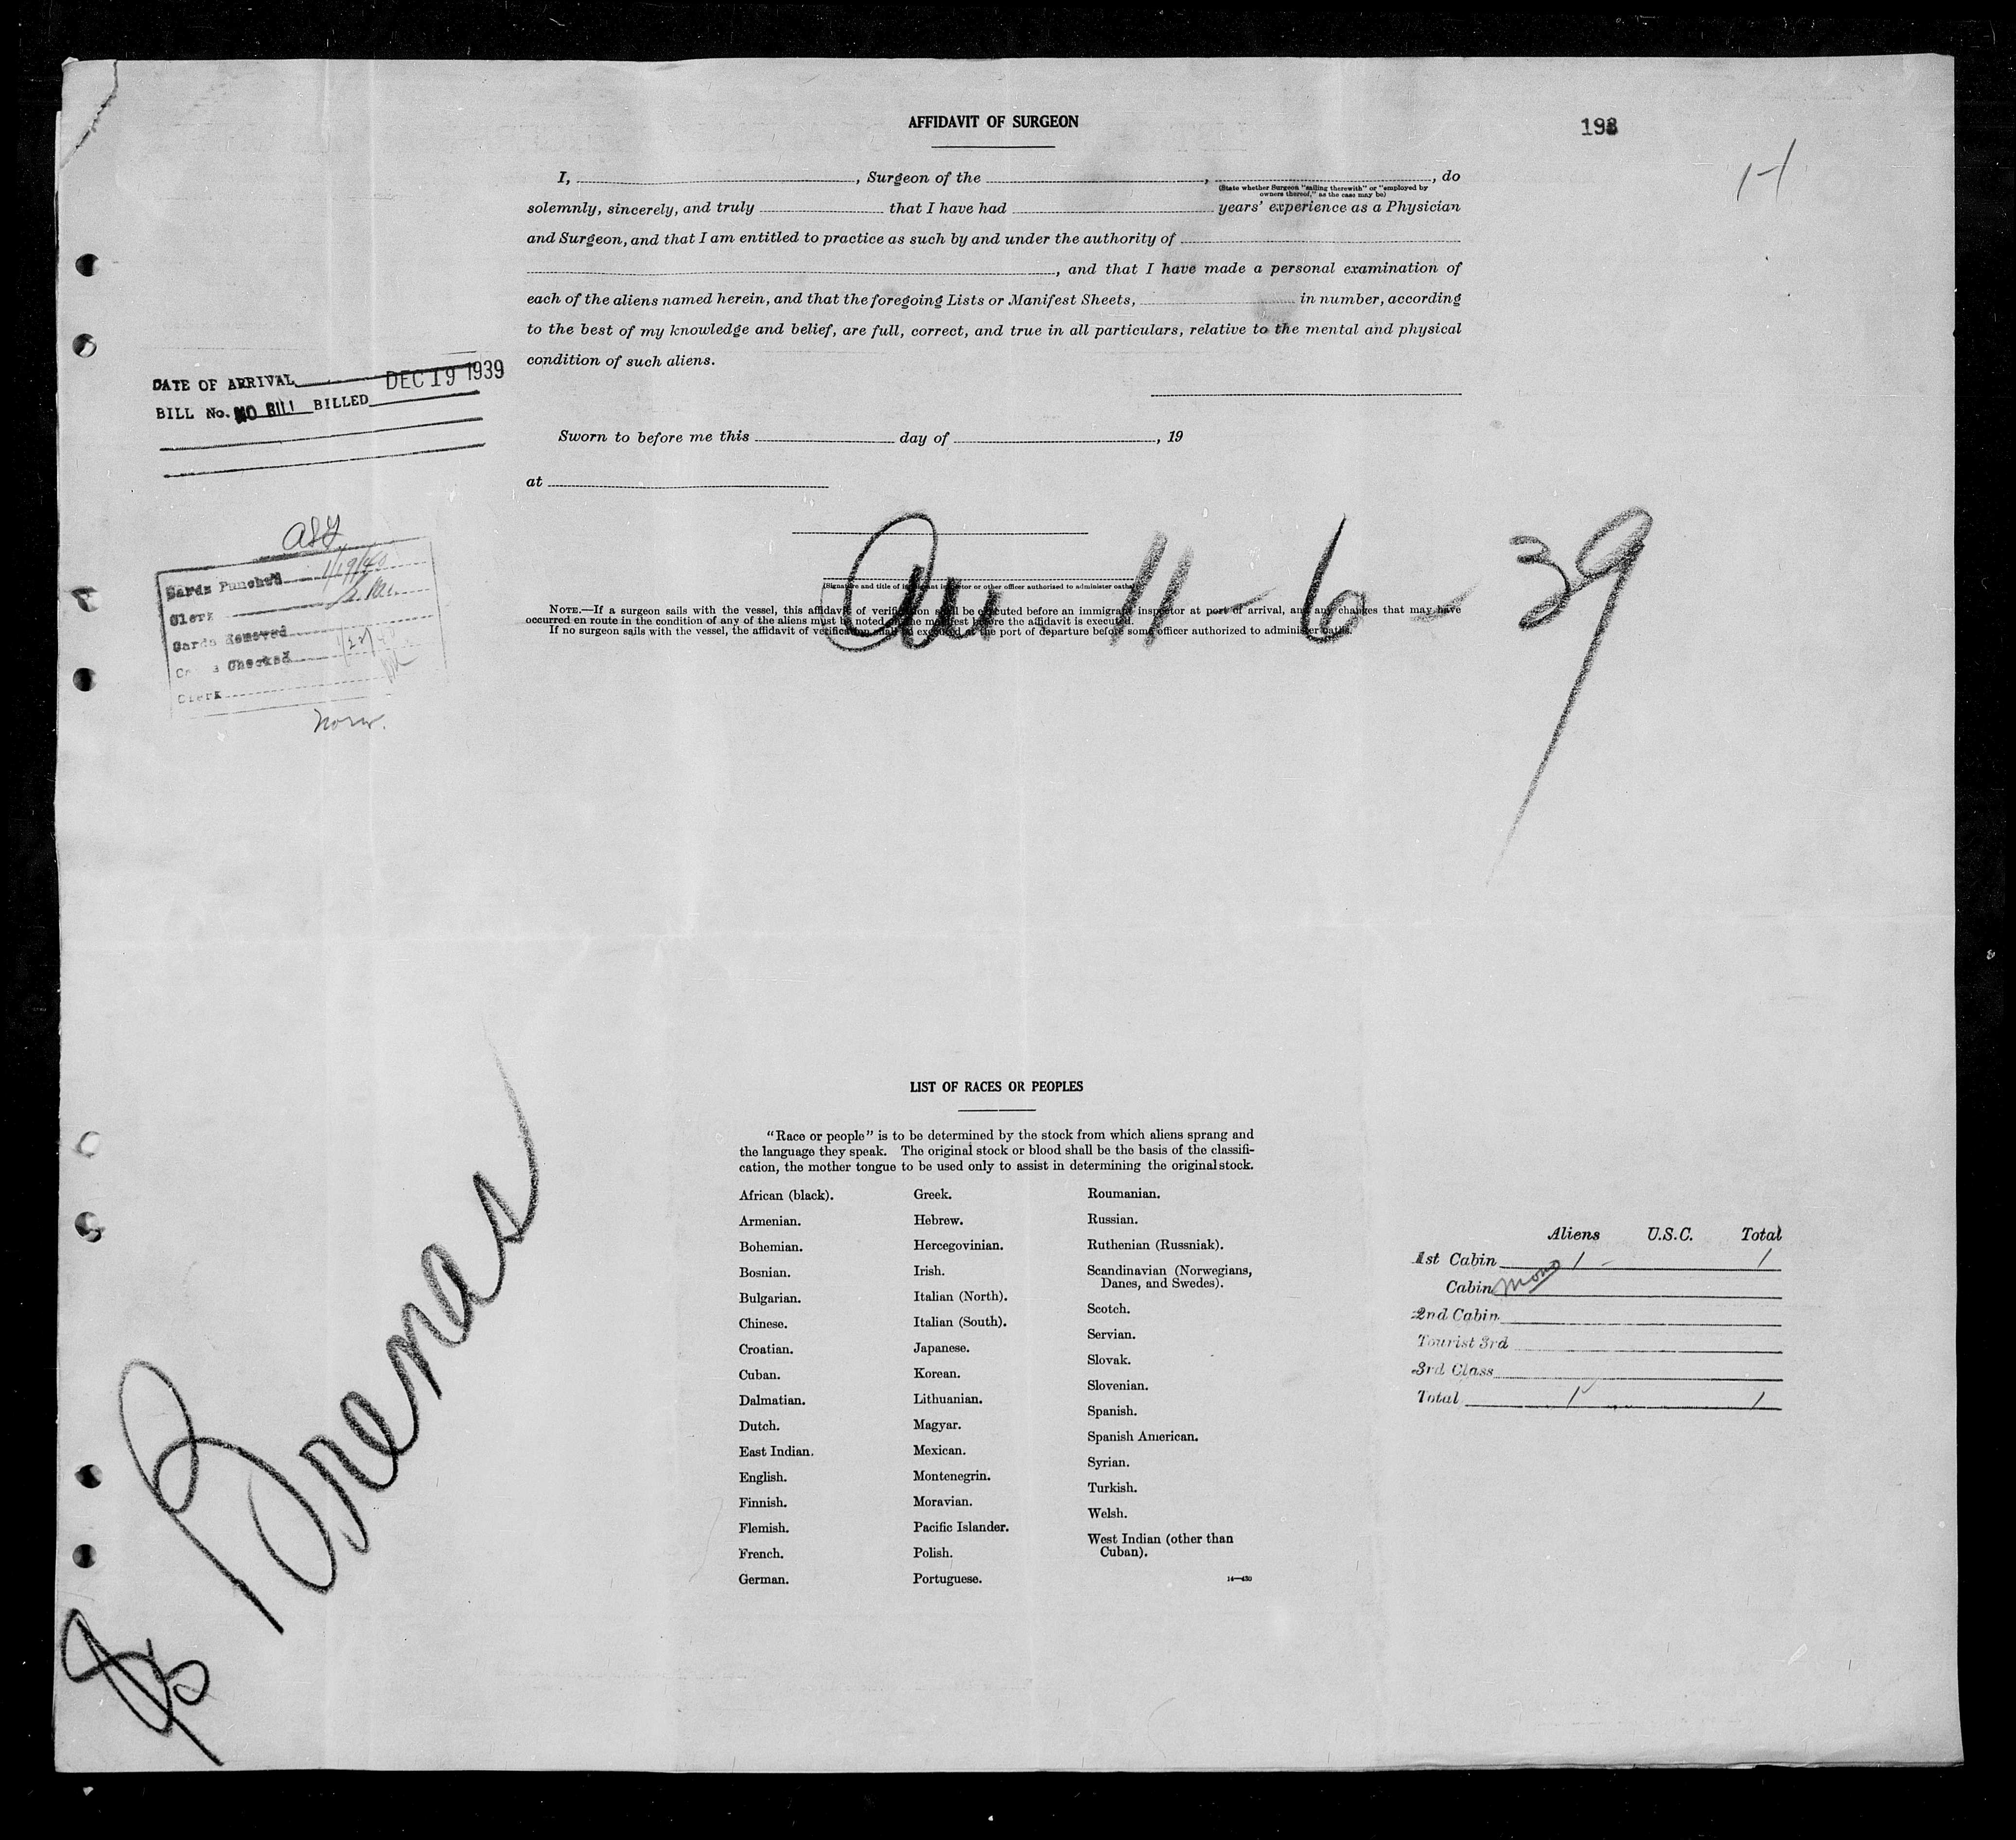 AFFIDAVIT OF SURGEON
I, , Surgeon of the , , do
(State whether Surgeon "sailing therewith" or "employed by
owners thereof," as the case may be)
solemnly, sincerely, and truly that I have had years' experience as a Physician
and Surgeon, and that I am entitled to practice as such by and under the authority of
, and that I have made a personal examination of
each of the aliens named herein, and that the foregoing Lists or Manifest Sheets, in number, according
to the best of my knowledge and belief, are full, correct, and true in all particulars, relative to the mental and physical
condition of such aliens.
DATE OF ARRIVAL DEC 19 1939
BILL No. NO BILL BILLED
Sworn to before me this day of , 19
at
Cards Punched 1/19/40
Clerk
Cards Removed
Checked
Clerk
11-6-39
(Signature and title of immigrant inspector or other officer authorized to administer oaths)
NOTE.—If a surgeon sails with the vessel, this affidavit of verification shall be executed before an immigrant inspector at port of arrival, and any changes that may have
occurred en route in the condition of any of the aliens must be noted on the manifest before the affidavit is executed.
If no surgeon sails with the vessel, the affidavit of verification shall be executed at the port of departure before some officer authorized to administer oaths.
LIST OF RACES OR PEOPLES
"Race or people" is to be determined by the stock from which aliens sprang and
the language they speak. The original stock or blood shall be the basis of the classifi-
cation, the mother tongue to be used only to assist in determining the original stock.
African (black).
Armenian.
Bohemian.
Bosnian.
Bulgarian.
Chinese.
Croatian.
Cuban.
Dalmatian.
Dutch.
East Indian.
English.
Finnish.
Flemish.
French.
German.
Greek.
Hebrew.
Hercegovinian.
Irish.
Italian (North).
Italian (South).
Japanese.
Korean.
Lithuanian.
Magyar.
Mexican.
Montenegrin.
Moravian.
Pacific Islander.
Polish.
Portuguese.
Roumanian.
Russian.
Ruthenian (Russniak).
Scandinavian (Norwegians,
Danes, and Swedes).
Scotch.
Servian.
Slovak.
Slovenian.
Spanish.
Spanish American.
Syrian.
Turkish.
Welsh.
West Indian (other than
Cuban).
14—430
Aliens U.S.C. Total
1st Cabin 1 - 1
Cabin
2nd Cabin
Tourist 3rd
3rd Class
Total 1 1
Brenas